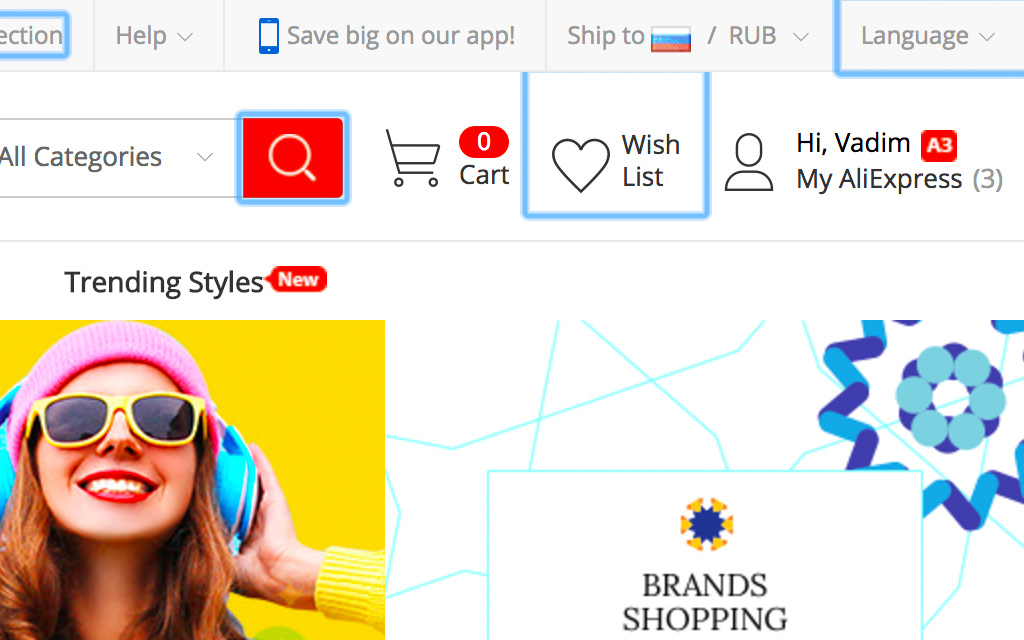 ection
Help
Save big on our app!
Ship to / RUB
Language
All Categories
0
Cart
Wish
List
Hi, Vadim A3
My AliExpress (3)
Trending Styles New
BRANDS
SHOPPING